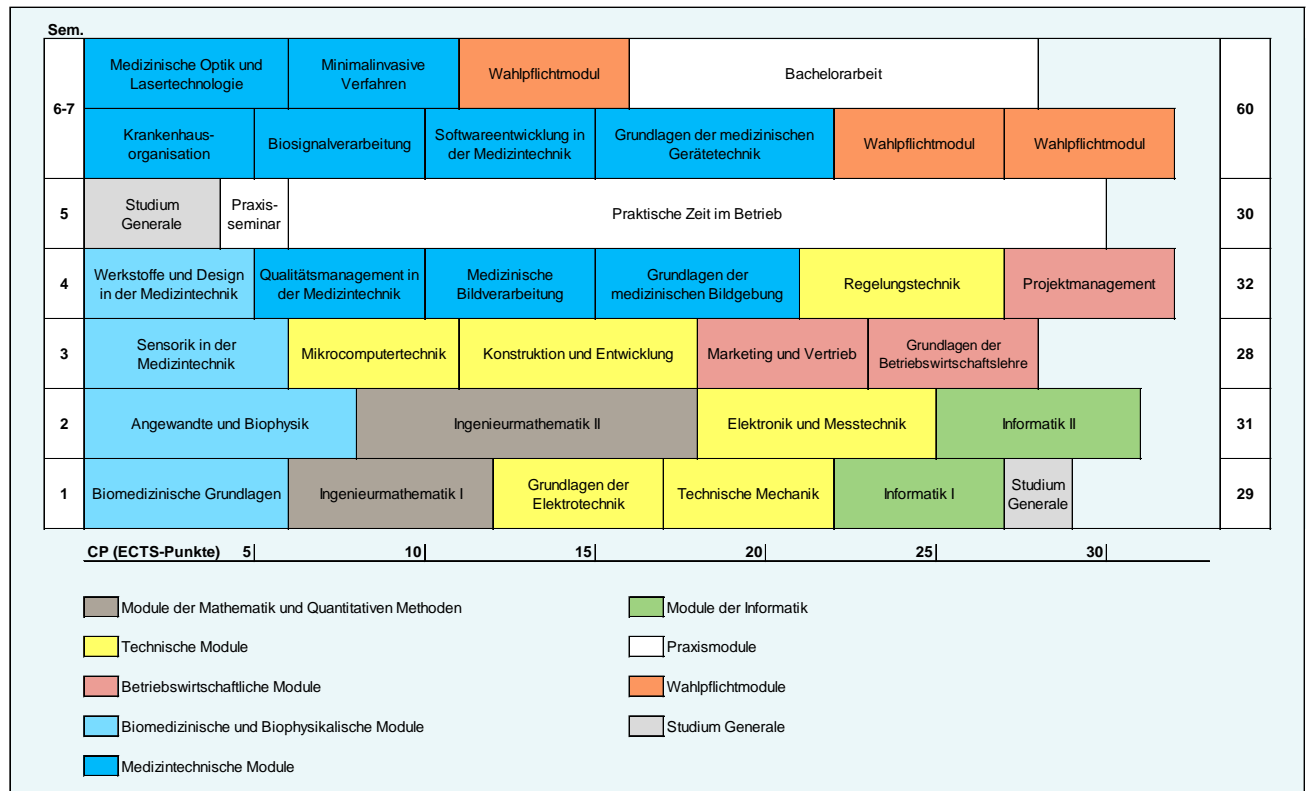 Sem.
6-7
Medizinische Optik und
Lasertechnologie
Minimalinvasive
Verfahren
Wahlpflichtmodul
Bachelorarbeit
60
Krankenhaus-
organisation
Biosignalverarbeitung
Softwareentwicklung in
der Medizintechnik
Grundlagen der medizinischen
Gerätetechnik
Wahlpflichtmodul
Wahlpflichtmodul
5
Studium
Generale
Praxis-
seminar
Praktische Zeit im Betrieb
30
4
Werkstoffe und Design
in der Medizintechnik
Qualitätsmanagement in
der Medizintechnik
Medizinische
Bildverarbeitung
Grundlagen der
medizinischen Bildgebung
Regelungstechnik
Projektmanagement
32
3
Sensorik in der
Medizintechnik
Mikrocomputertechnik
Konstruktion und Entwicklung
Marketing und Vertrieb
Grundlagen der
Betriebswirtschaftslehre
28
2
Angewandte und Biophysik
Ingenieurmathematik II
Elektronik und Messtechnik
Informatik II
31
1
Biomedizinische Grundlagen
Ingenieurmathematik I
Grundlagen der
Elektrotechnik
Technische Mechanik
Informatik I
Studium
Generale
29
CP (ECTS-Punkte) 5 10 15 20 25 30
Module der Mathematik und Quantitativen Methoden
Module der Informatik
Technische Module
Praxismodule
Betriebswirtschaftliche Module
Wahlpflichtmodule
Biomedizinische und Biophysikalische Module
Studium Generale
Medizintechnische Module